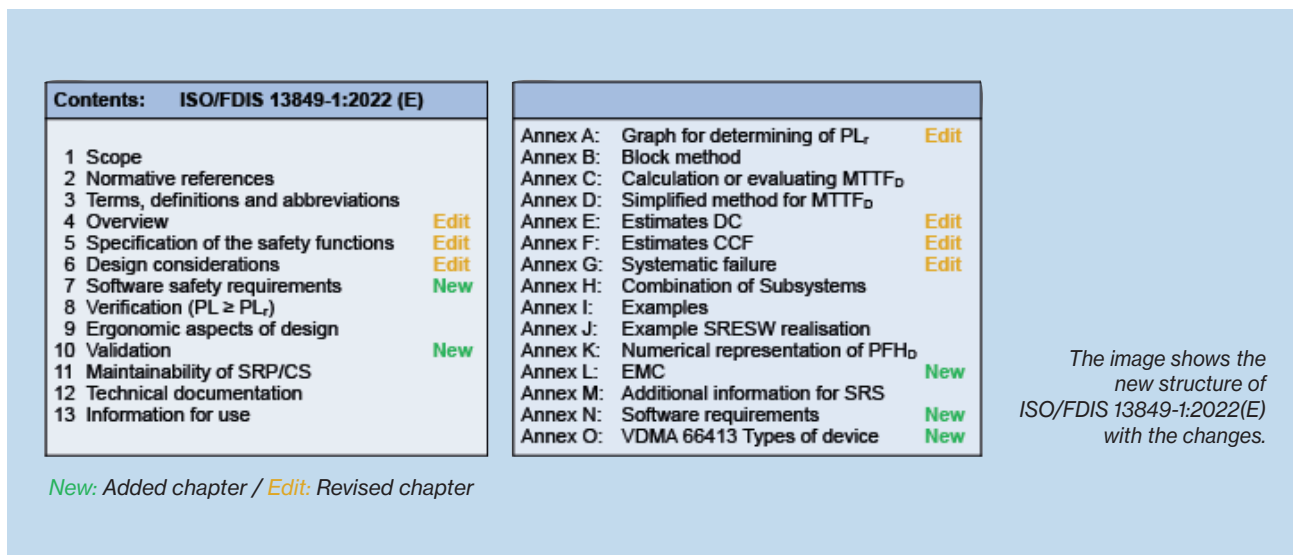 Contents: ISO/FDIS 13849-1:2022 (E)
1 Scope
2 Normative references
3 Terms, definitions and abbreviations
4 Overview Edit
5 Specification of the safety functions Edit
6 Design considerations Edit
7 Software safety requirements New
8 Verification (PL ≥ PLr)
9 Ergonomic aspects of design
10 Validation New
11 Maintainability of SRP/CS
12 Technical documentation
13 Information for use
Annex A: Graph for determining of PLr Edit
Annex B: Block method
Annex C: Calculation or evaluating MTTFD
Annex D: Simplified method for MTTFD
Annex E: Estimates DC Edit
Annex F: Estimates CCF Edit
Annex G: Systematic failure Edit
Annex H: Combination of Subsystems
Annex I: Examples
Annex J: Example SRESW realisation
Annex K: Numerical representation of PFHD
Annex L: EMC New
Annex M: Additional information for SRS
Annex N: Software requirements New
Annex O: VDMA 66413 Types of device New
The image shows the
new structure of
ISO/FDIS 13849-1:2022(E)
with the changes.
New: Added chapter / Edit: Revised chapter